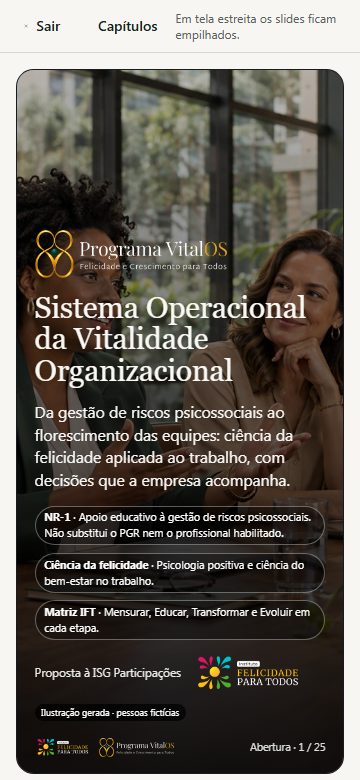 Sair
Capítulos
Em tela estreita os slides ficam
empilhados.
Programa VitalOS
Felicidade e Crescimento para Todos
Sistema Operacional
da Vitalidade
Organizacional
Da gestão de riscos psicossociais ao
florescimento das equipes: ciência da
felicidade aplicada ao trabalho, com
decisões que a empresa acompanha.
NR-1 · Apoio educativo à gestão de riscos psicossociais.
Não substitui o PGR nem o profissional habilitado.
Ciência da felicidade · Psicologia positiva e ciência do
bem-estar no trabalho.
Matriz IFT · Mensurar, Educar, Transformar e Evoluir em
cada etapa.
Proposta à ISG Participações
Instituto
FELICIDADE
PARA TODOS
Ilustração gerada · pessoas fictícias
FELICIDADE
PARA TODOS
Programa VitalOS
Abertura · 1 / 25